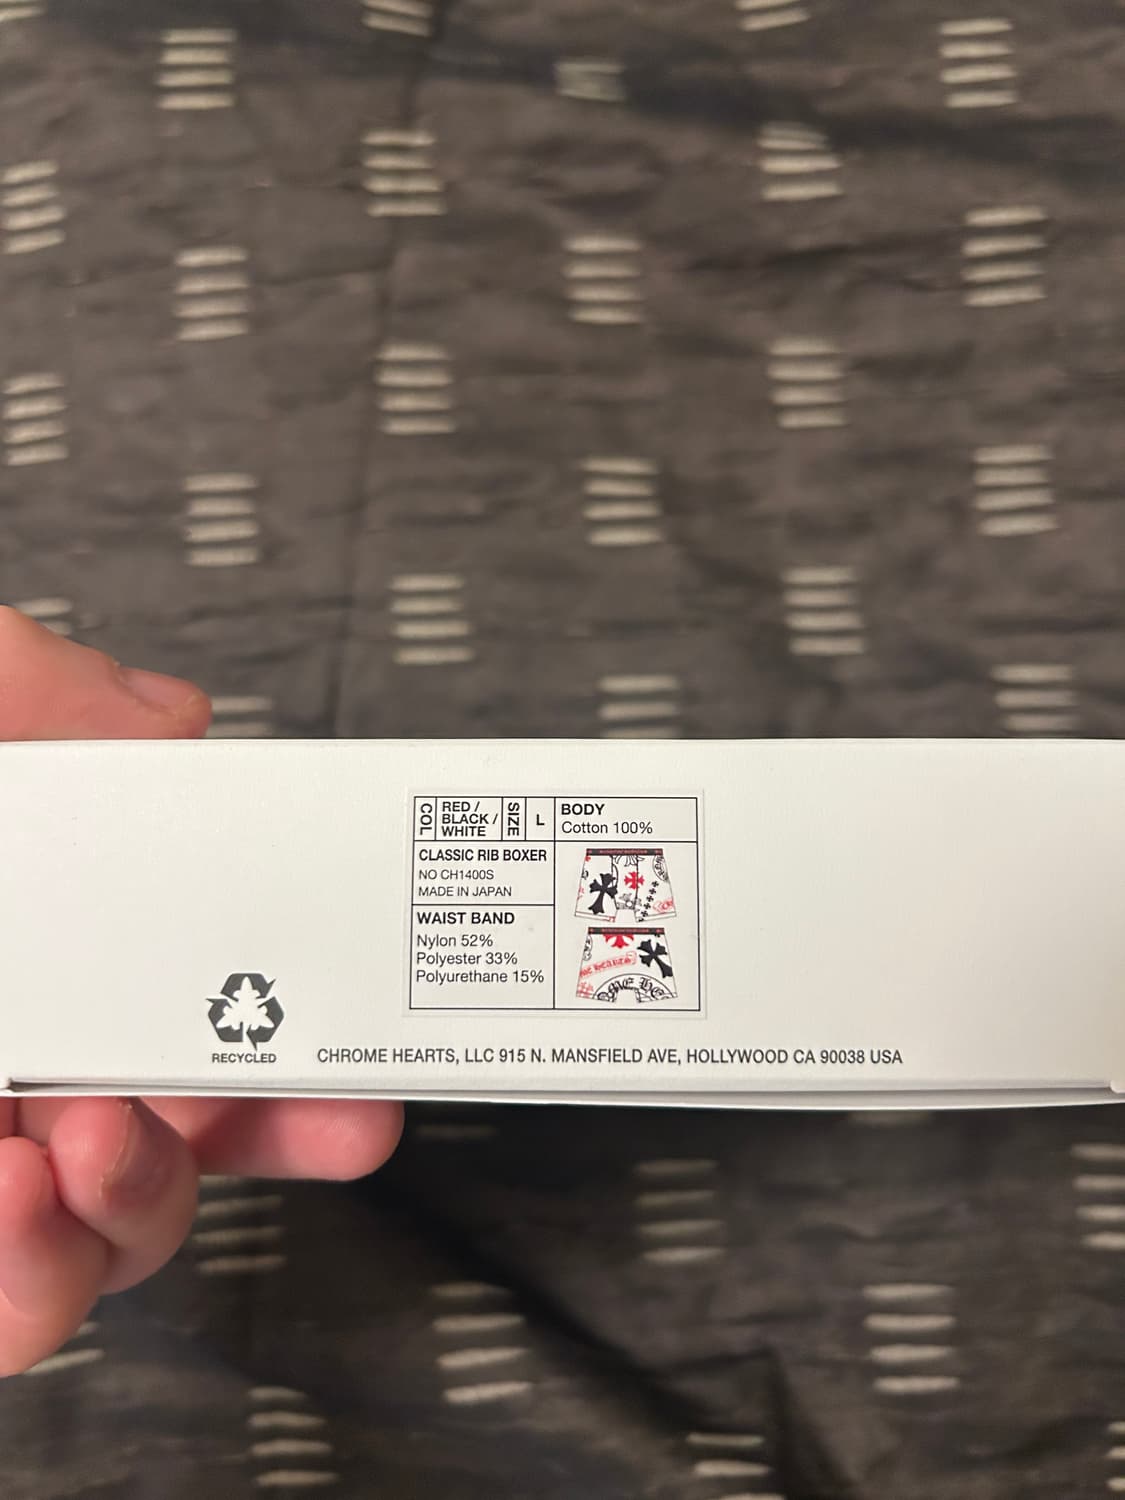 COL
RED /
BLACK /
WHITE
SIZE
L
BODY
Cotton 100%
CLASSIC RIB BOXER
NO CH1400S
MADE IN JAPAN
WAIST BAND
Nylon 52%
Polyester 33%
Polyurethane 15%
RECYCLED
CHROME HEARTS, LLC 915 N. MANSFIELD AVE, HOLLYWOOD CA 90038 USA